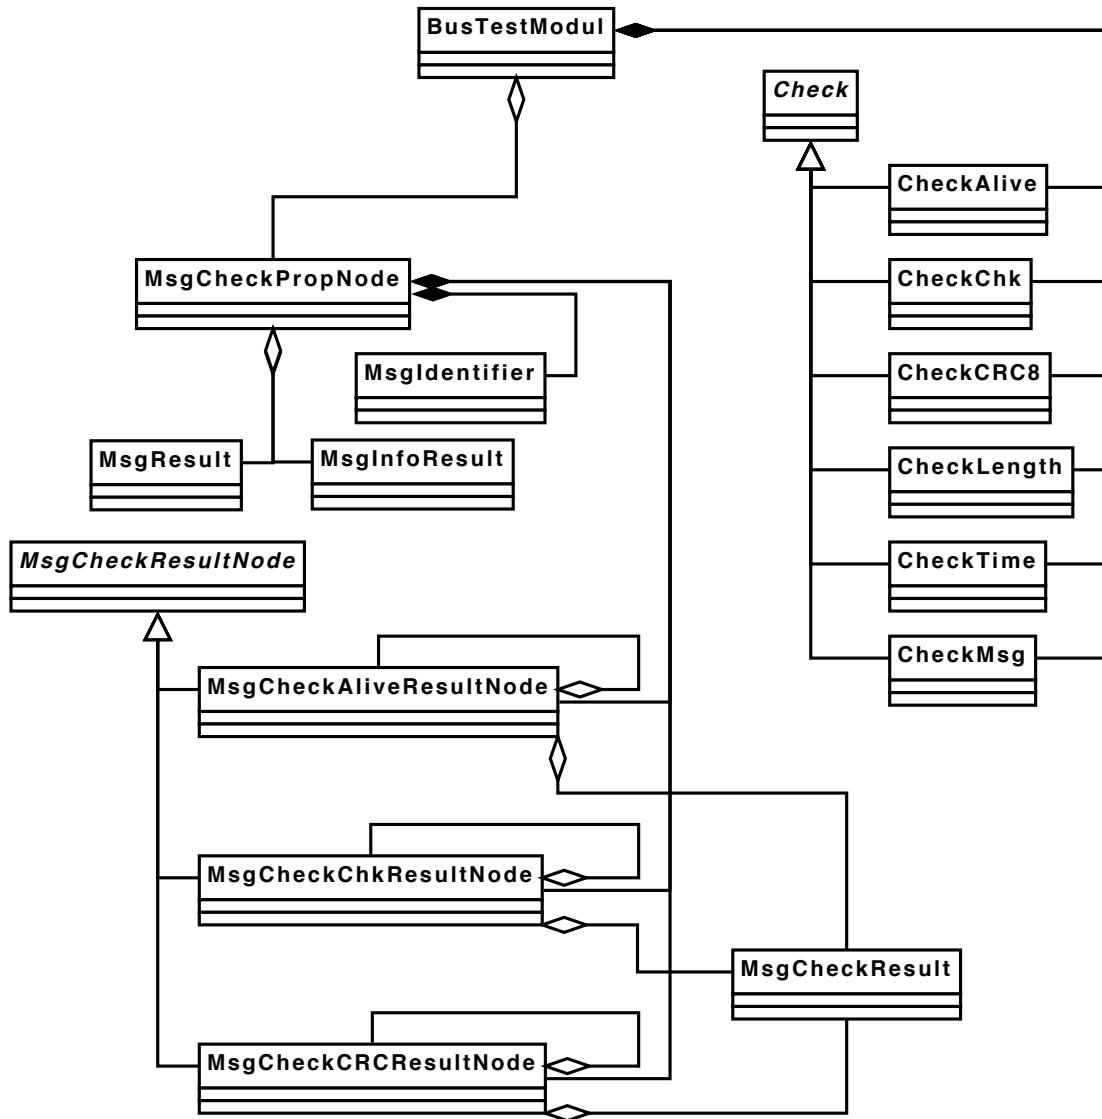 BusTestModul
Check
CheckAlive
MsgCheckPropNode
CheckChk
MsgIdentifier
CheckCRC8
MsgResult
MsgInfoResult
CheckLength
MsgCheckResultNode
CheckTime
CheckMsg
MsgCheckAliveResultNode
MsgCheckChkResultNode
MsgCheckResult
MsgCheckCRCResultNode